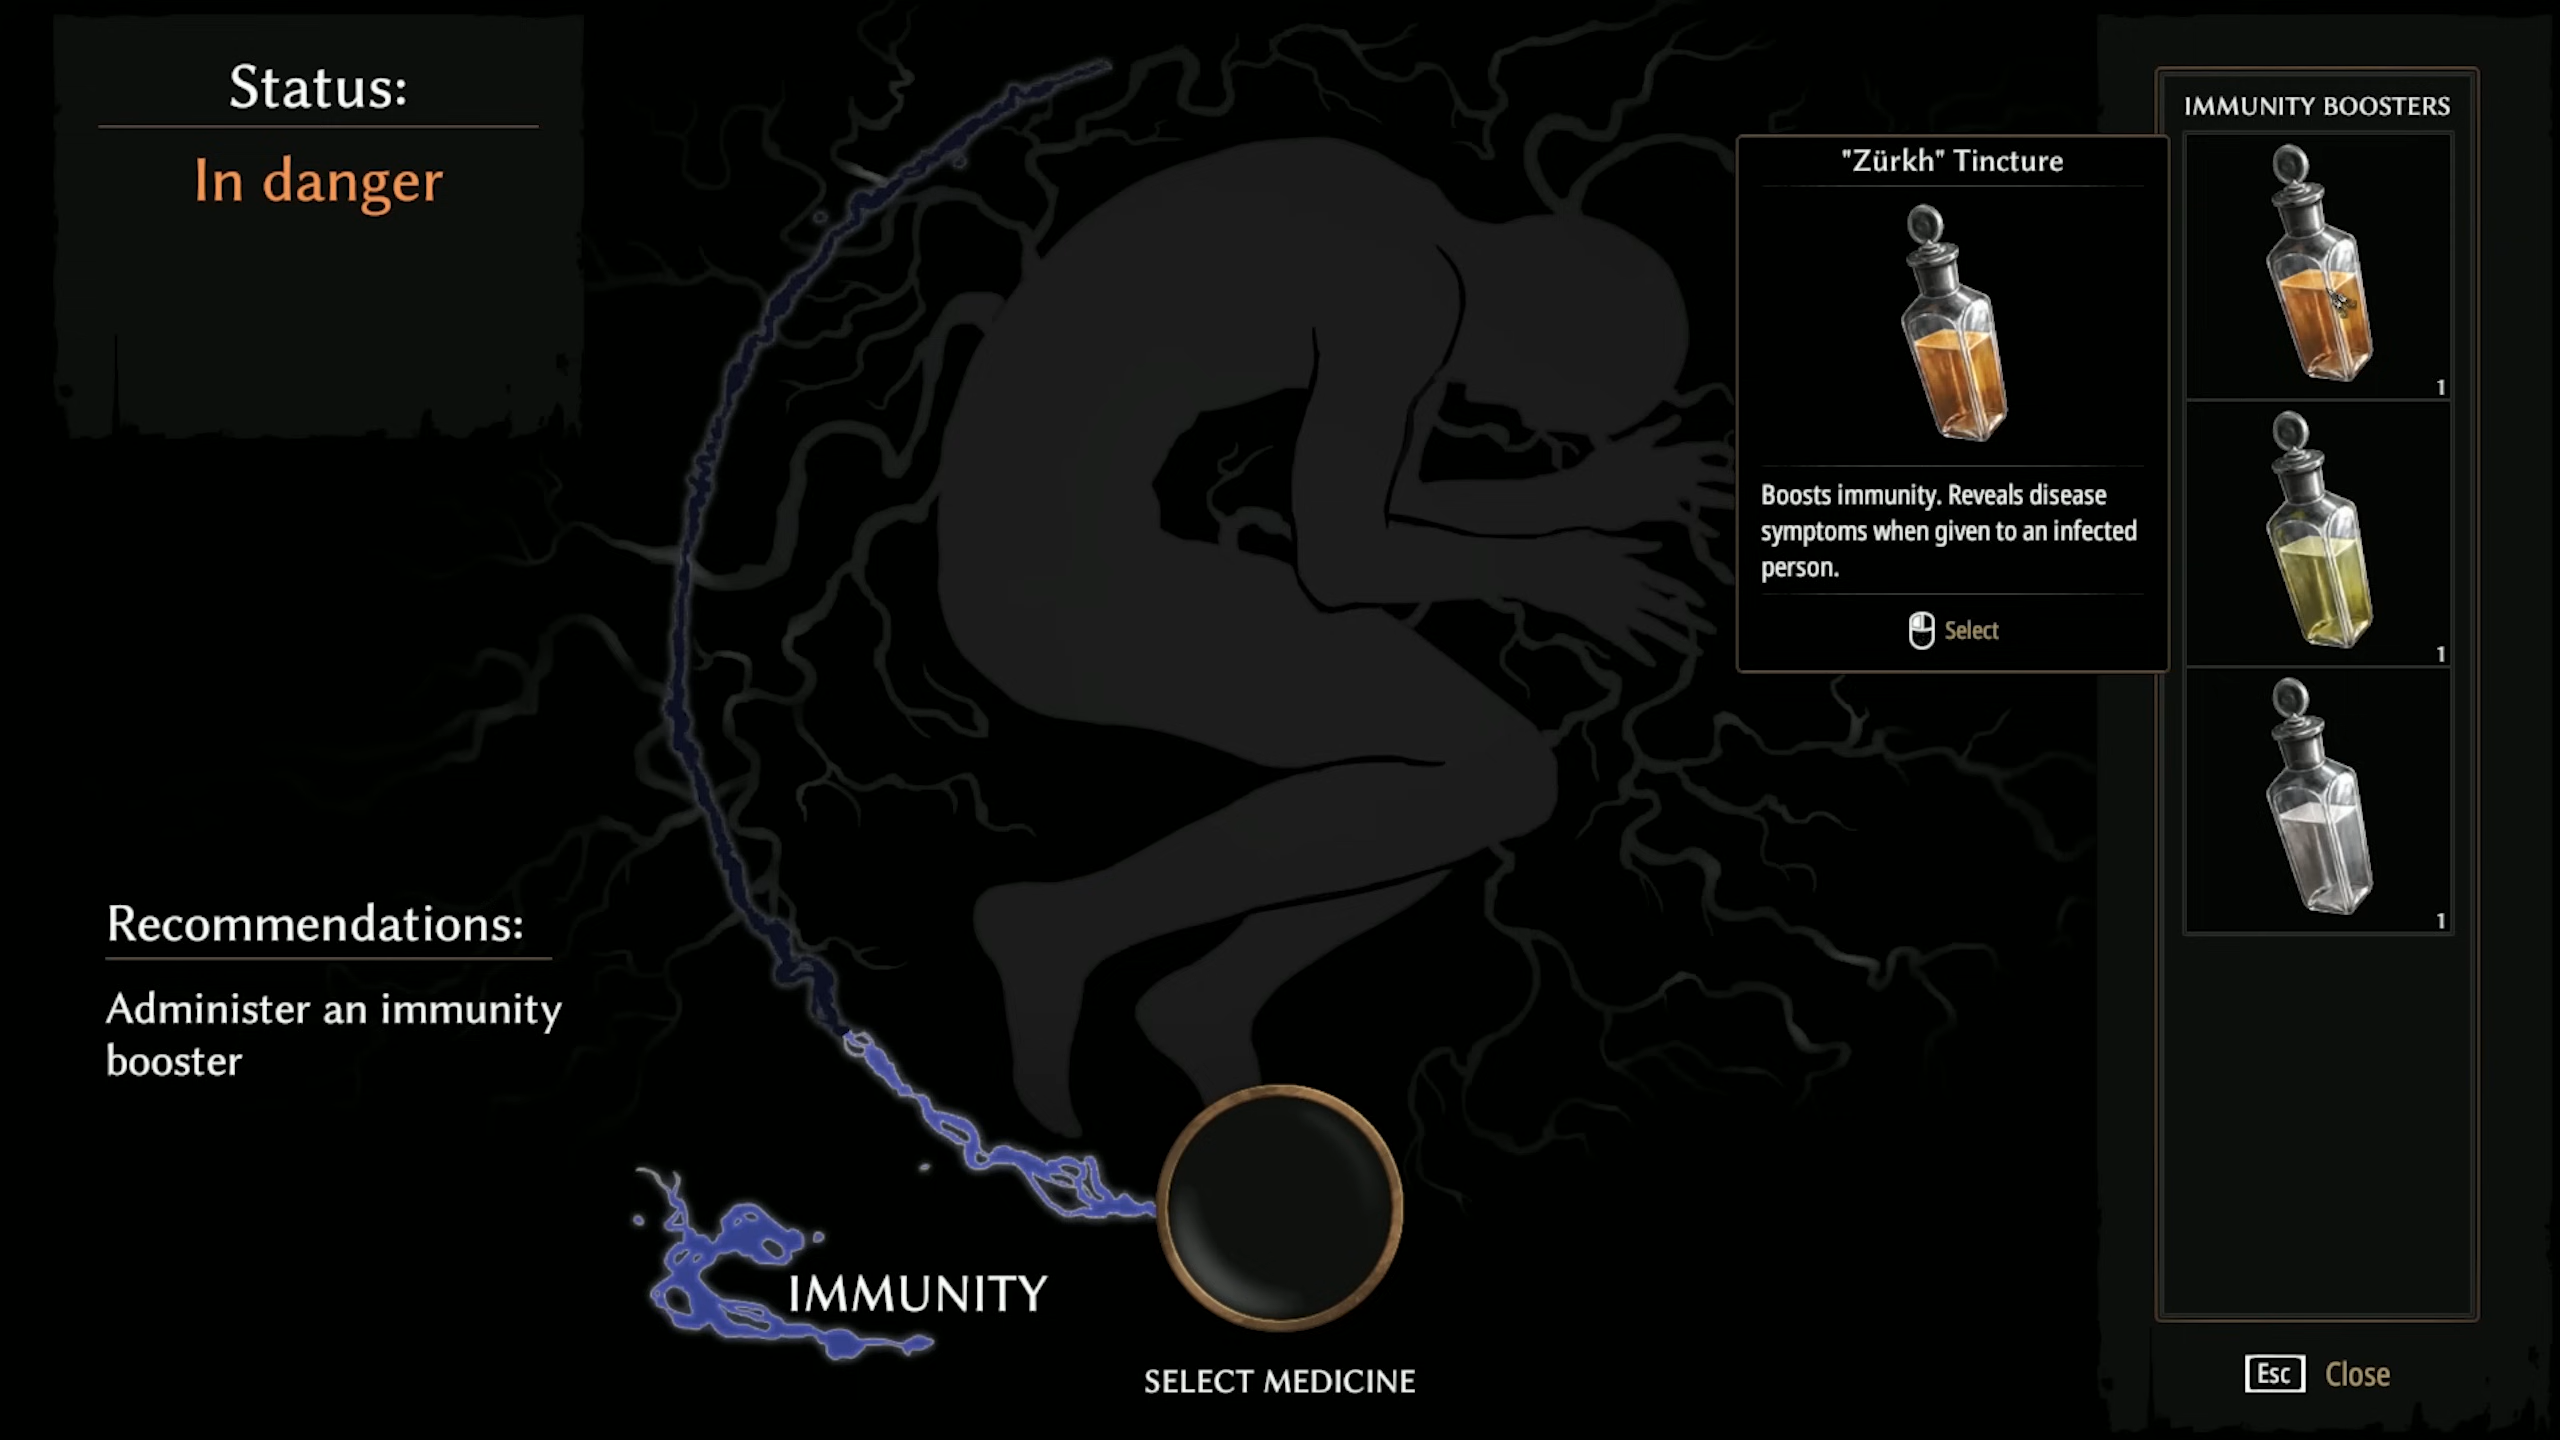 Status:
In danger
Recommendations:
Administer an immunity
booster
IMMUNITY
SELECT MEDICINE
"Zürkh" Tincture
Boosts immunity. Reveals disease
symptoms when given to an infected
person.
Select
IMMUNITY BOOSTERS
1
1
1
Esc Close